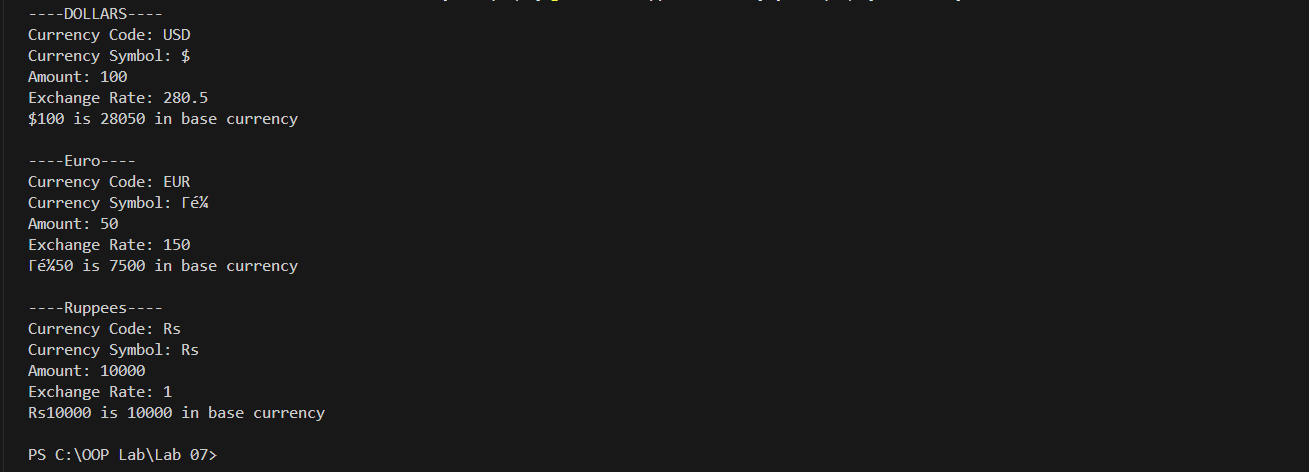 ----DOLLARS----
Currency Code: USD
Currency Symbol: $
Amount: 100
Exchange Rate: 280.5
$100 is 28050 in base currency
----Euro----
Currency Code: EUR
Currency Symbol: Γé¼
Amount: 50
Exchange Rate: 150
Γé¼50 is 7500 in base currency
----Ruppees----
Currency Code: Rs
Currency Symbol: Rs
Amount: 10000
Exchange Rate: 1
Rs10000 is 10000 in base currency
PS C:\OOP Lab\Lab 07>